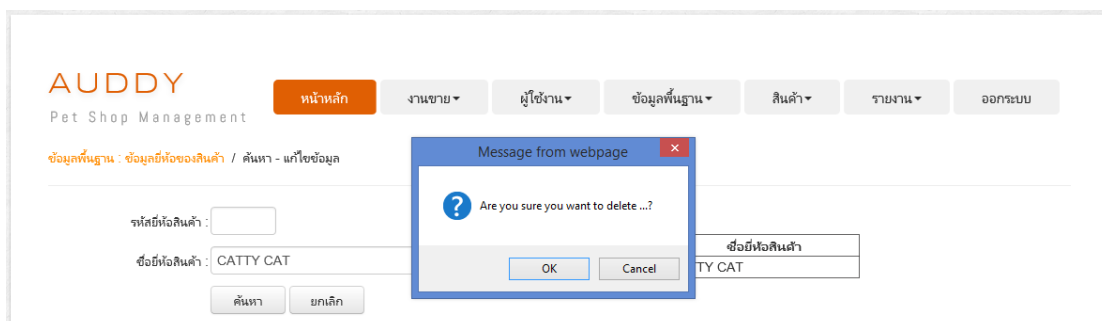 AUDDY
Pet Shop Management
หน้าหลัก งานขาย ผู้ใช้งาน ข้อมูลพื้นฐาน สินค้า รายงาน ออกระบบ
ข้อมูลพื้นฐาน : ข้อมูลยี่ห้อของสินค้า / ค้นหา - แก้ไขข้อมูล
Message from webpage
Are you sure you want to delete ...?
OK Cancel
รหัสยี่ห้อสินค้า :
ชื่อยี่ห้อสินค้า : CATTY CAT
ค้นหา ยกเลิก
ชื่อยี่ห้อสินค้า
TY CAT